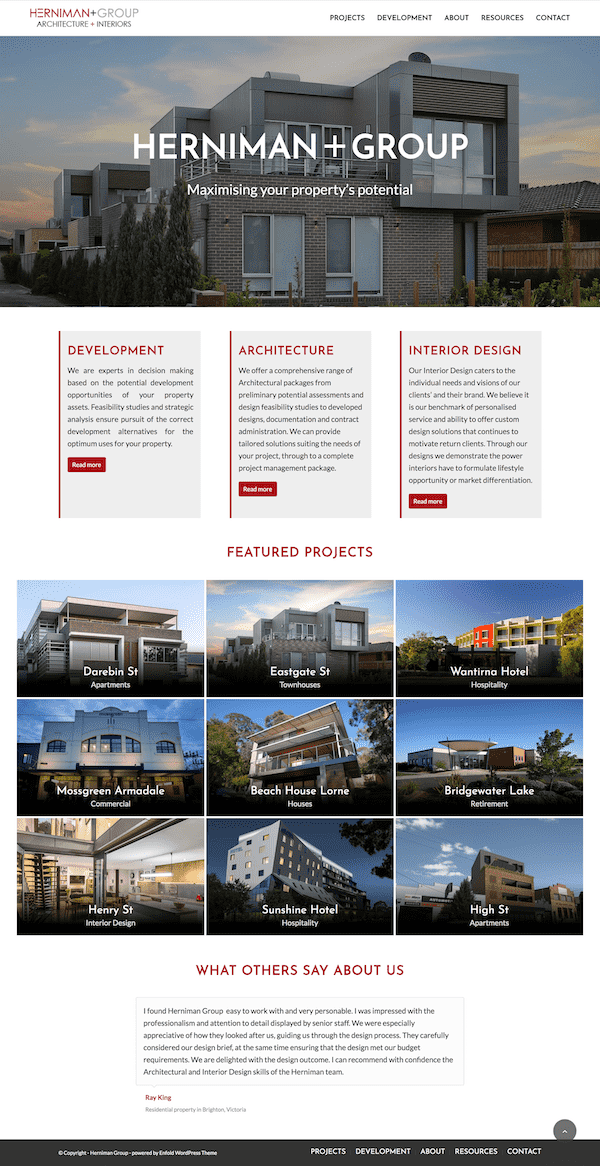 HERNIMAN+GROUP
ARCHITECTURE + INTERIORS
PROJECTS DEVELOPMENT ABOUT RESOURCES CONTACT
HERNIMAN+GROUP
Maximising your property's potential
DEVELOPMENT
We are experts in decision making
based on the potential development
opportunities of your property
assets. Feasibility studies and strategic
analysis ensure pursuit of the correct
development alternatives for the
optimum uses for your property.
Read more
ARCHITECTURE
We offer a comprehensive range of
Architectural packages from
preliminary potential assessments and
design feasibility studies to developed
designs, documentation and contract
administration. We can provide
tailored solutions suiting the needs of
your project, through to a complete
project management package.
Read more
INTERIOR DESIGN
Our Interior Design caters to the
individual needs and visions of our
clients' and their brand. We believe it
is our benchmark of personalised
service and ability to offer custom
design solutions that continues to
motivate return clients. Through our
designs we demonstrate the power
interiors have to formulate lifestyle
opportunity or market differentiation.
Read more
FEATURED PROJECTS
Darebin St
Apartments
Eastgate St
Townhouses
Wantirna Hotel
Hospitality
Mossgreen Armadale
Commercial
Beach House Lorne
Houses
Bridgewater Lake
Retirement
Henry St
Interior Design
Sunshine Hotel
Hospitality
High St
Apartments
WHAT OTHERS SAY ABOUT US
I found Herniman Group easy to work with and very personable. I was impressed with the
professionalism and attention to detail displayed by senior staff. We were especially
appreciative of how they looked after us, guiding us through the design process. They carefully
considered our design brief, at the same time ensuring that the design met our budget
requirements. We are delighted with the design outcome. I can recommend with confidence the
Architectural and Interior Design skills of the Herniman team.
Ray King
Residential property in Brighton, Victoria
© Copyright - Herniman Group - powered by Enfold WordPress Theme
PROJECTS DEVELOPMENT ABOUT RESOURCES CONTACT